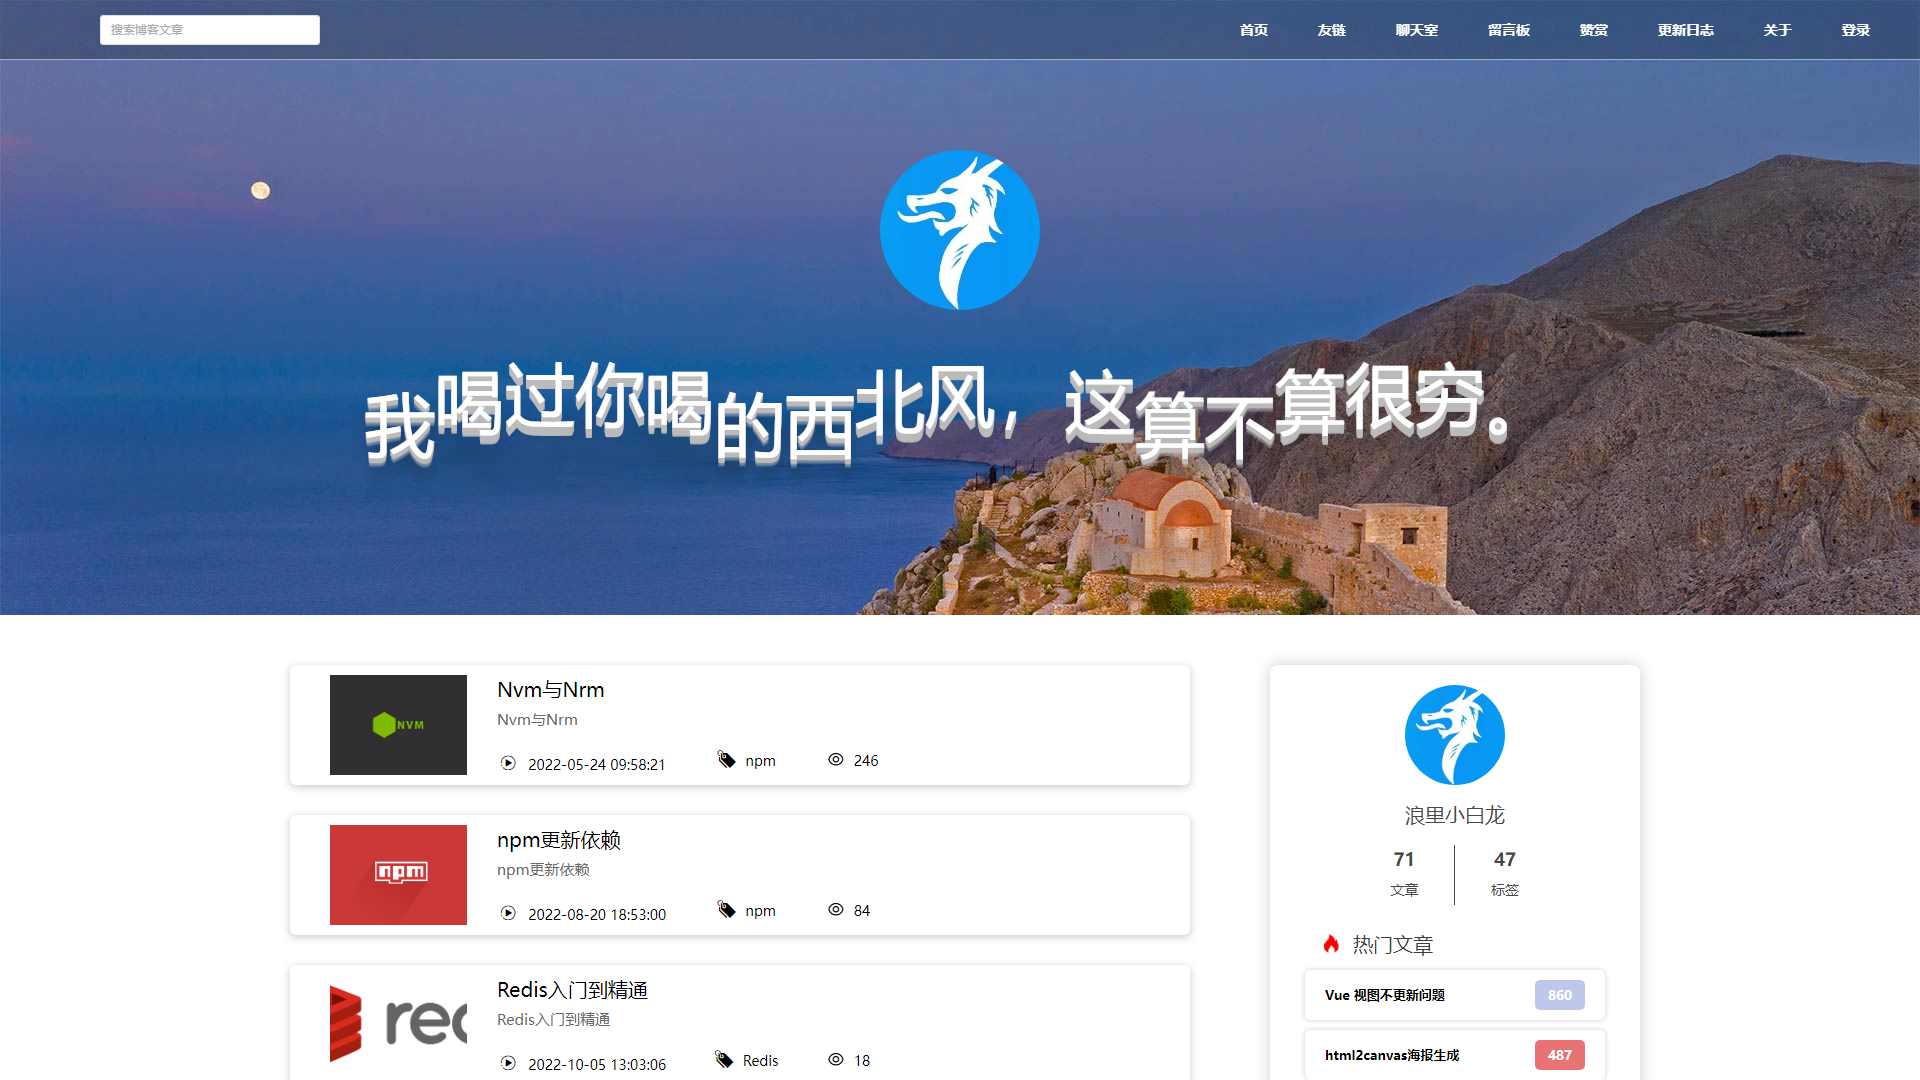 搜索博客文章
首页 友链 聊天室 留言板 赞赏 更新日志 关于 登录
我喝过你喝的西北风，这算不算很穷。
NVM
Nvm与Nrm
Nvm与Nrm
2022-05-24 09:58:21 npm 246
npm
npm更新依赖
npm更新依赖
2022-08-20 18:53:00 npm 84
Redis入门到精通
Redis入门到精通
2022-10-05 13:03:06 Redis 18
浪里小白龙
71 47
文章 标签
热门文章
Vue 视图不更新问题 860
html2canvas海报生成 487